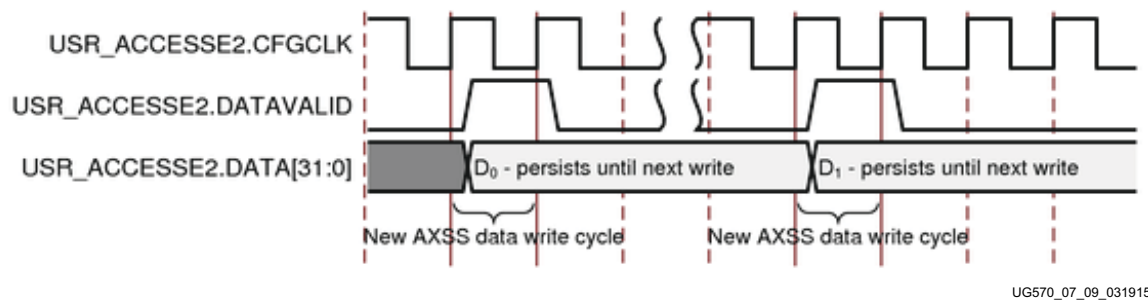 USR_ACCESSE2.CFGCLK
USR_ACCESSE2.DATAVALID
USR_ACCESSE2.DATA[31:0]
D₀ - persists until next write
D₁ - persists until next write
New AXSS data write cycle
New AXSS data write cycle
UG570_07_09_031915